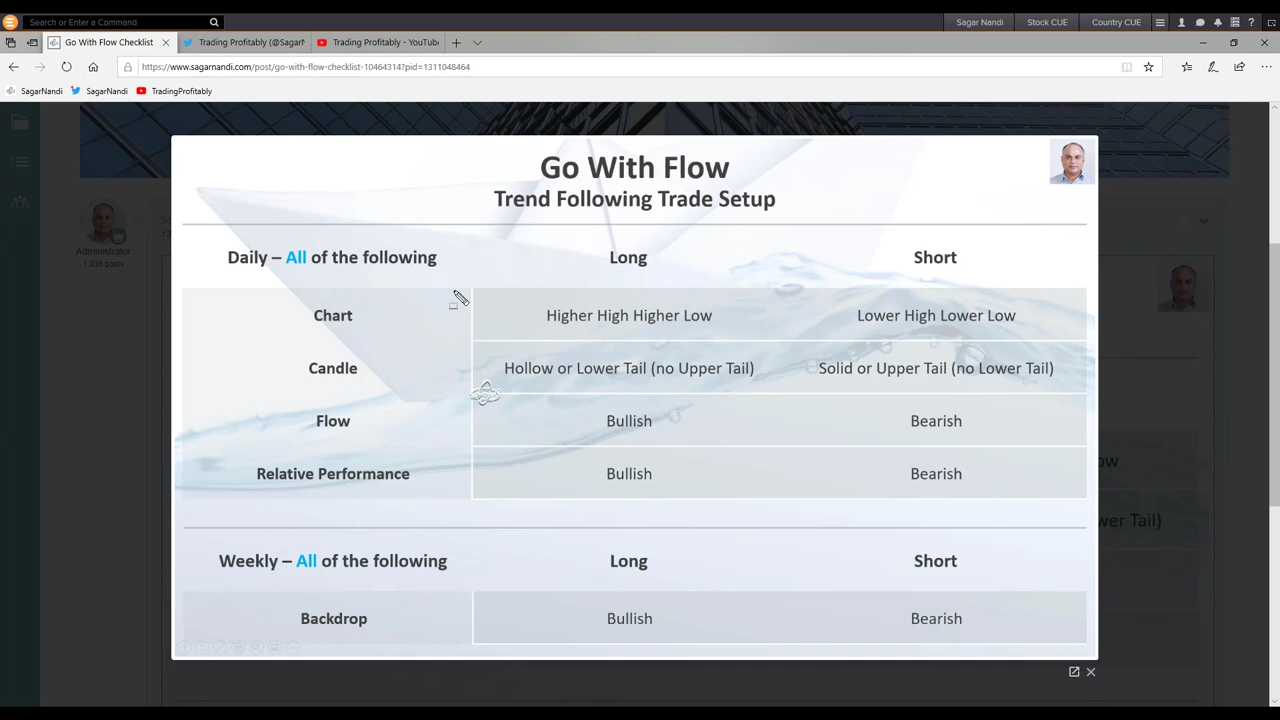 Search or Enter a Command
Sagar Nandi
Stock CUE
Country CUE
Go With Flow Checklist
Trading Profitably (@SagarN
Trading Profitably - YouTub
https://www.sagarnandi.com/post/go-with-flow-checklist-10464314?pid=1311048464
SagarNandi
SagarNandi
TradingProfitably
Go With Flow
Trend Following Trade Setup
Administrator
1,036 posts
Daily – All of the following
Long
Short
Chart
Higher High Higher Low
Lower High Lower Low
Candle
Hollow or Lower Tail (no Upper Tail)
Solid or Upper Tail (no Lower Tail)
Flow
Bullish
Bearish
Relative Performance
Bullish
Bearish
Weekly – All of the following
Long
Short
Backdrop
Bullish
Bearish